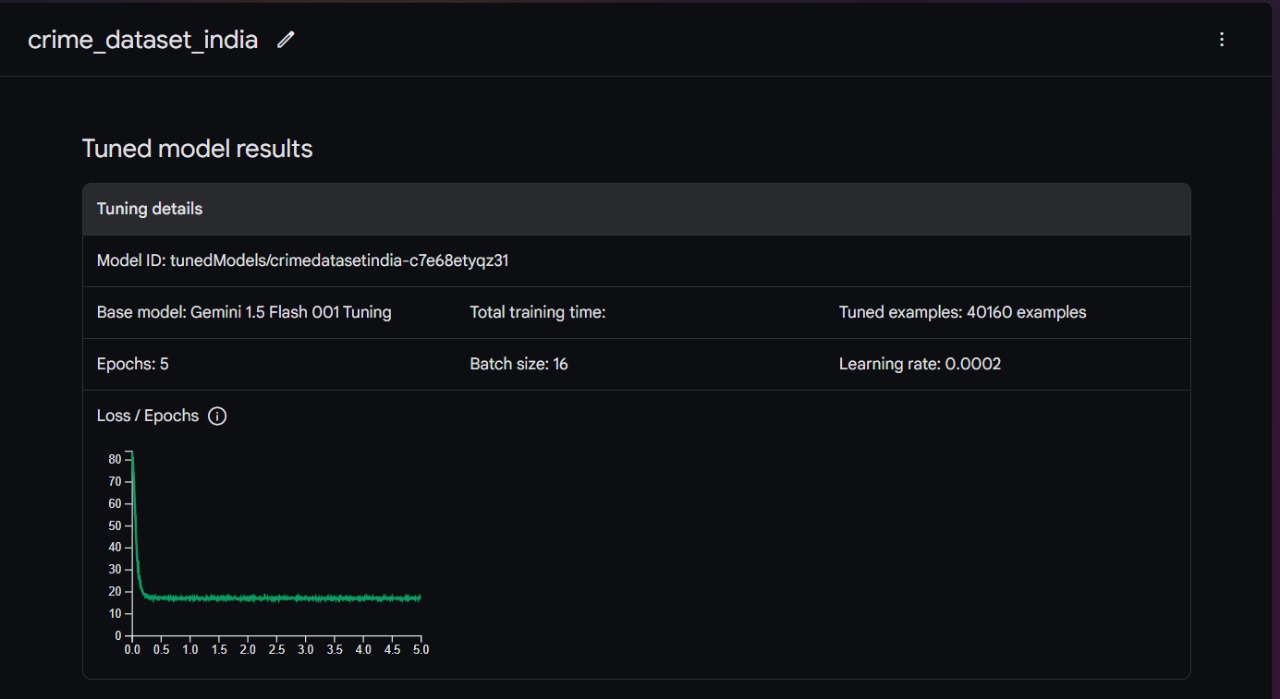 crime_dataset_india
Tuned model results
Tuning details
Model ID: tunedModels/crimedatasetindia-c7e68etyqz31
Base model: Gemini 1.5 Flash 001 Tuning Total training time: Tuned examples: 40160 examples
Epochs: 5 Batch size: 16 Learning rate: 0.0002
Loss / Epochs
80
70
60
50
40
30
20
10
0
0.0 0.5 1.0 1.5 2.0 2.5 3.0 3.5 4.0 4.5 5.0